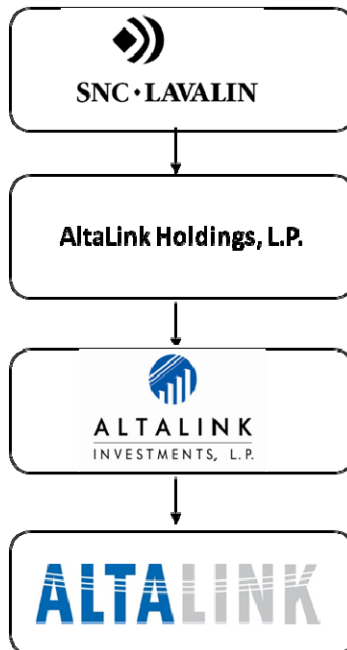 SNC • LAVALIN
AltaLink Holdings, L.P.
ALTALINK
INVESTMENTS, L.P.
ALTALINK